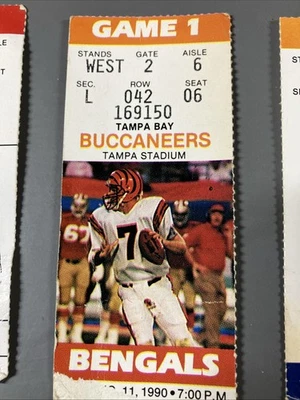 GAME 1
STANDS GATE AISLE
WEST 2 6
SEC. ROW SEAT
L 042 06
169150
TAMPA BAY
BUCCANEERS
TAMPA STADIUM
67
7
BENGALS
11, 1990 • 7:00 P.M